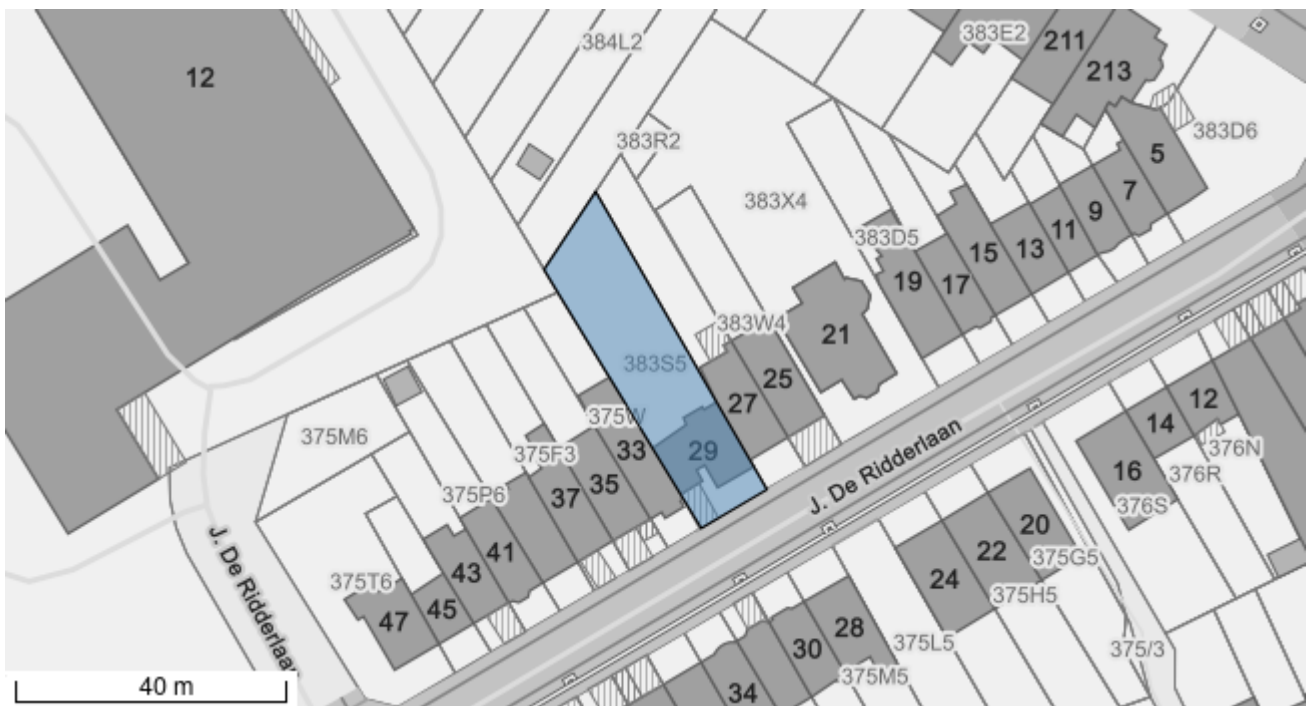 12
384L2
383E2
211
213
383R2
383D6
5
383X4
7
9
383D5
11
15
13
19
17
383W4
21
383S5
25
27
375W
33
29
375M6
375F3
35
37
375P6
41
43
375T6
45
47
J. De Ridderlaan
J. De Ridderlaan
12
14
376N
16
376R
376S
20
22
375G5
24
375H5
28
30
375L5
375/3
375M5
34
40 m